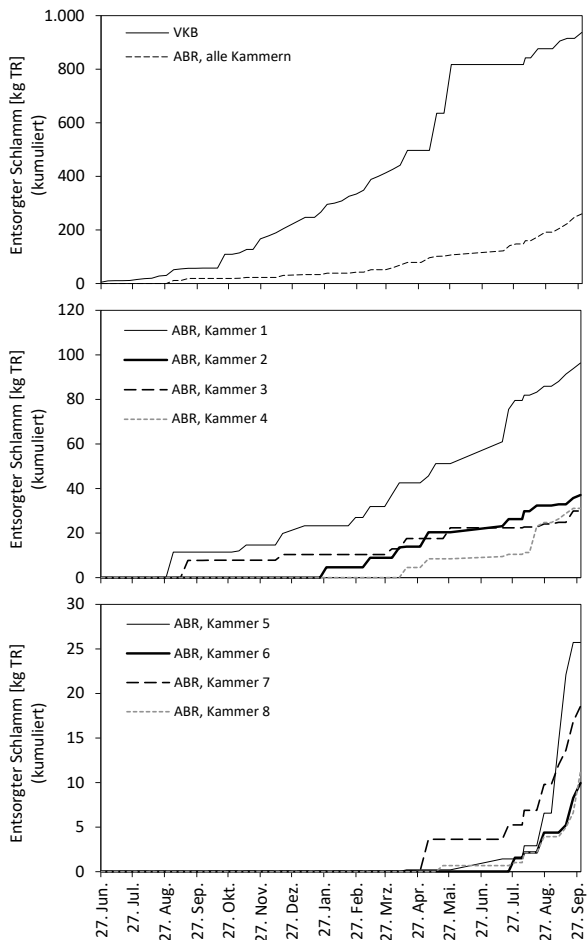 1.000
800
600
400
200
0
Entsorgter Schlamm [kg TR]
(kumuliert)
VKB
ABR, alle Kammern
120
100
80
60
40
20
0
Entsorgter Schlamm [kg TR]
(kumuliert)
ABR, Kammer 1
ABR, Kammer 2
ABR, Kammer 3
ABR, Kammer 4
30
25
20
15
10
5
0
Entsorgter Schlamm [kg TR]
(kumuliert)
ABR, Kammer 5
ABR, Kammer 6
ABR, Kammer 7
ABR, Kammer 8
27. Jun.
27. Jul.
27. Aug.
27. Sep.
27. Okt.
27. Nov.
27. Dez.
27. Jan.
27. Feb.
27. Mrz.
27. Apr.
27. Mai.
27. Jun.
27. Jul.
27. Aug.
27. Sep.